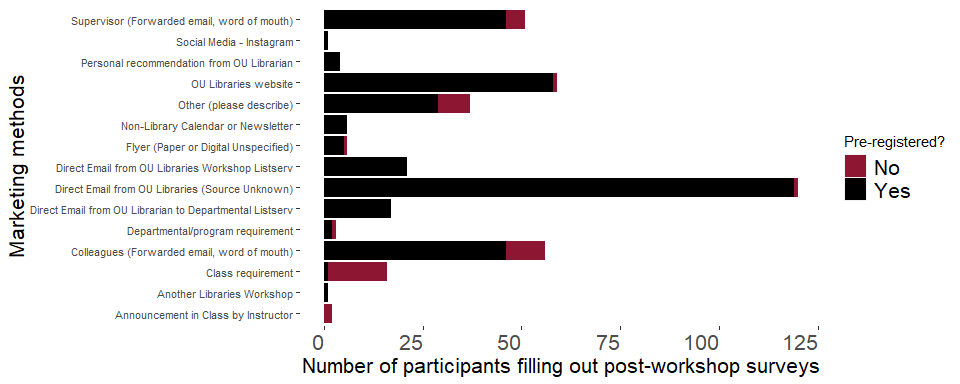 Marketing methods
Supervisor (Forwarded email, word of mouth)
Social Media - Instagram
Personal recommendation from OU Librarian
OU Libraries website
Other (please describe)
Non-Library Calendar or Newsletter
Flyer (Paper or Digital Unspecified)
Direct Email from OU Libraries Workshop Listserv
Direct Email from OU Libraries (Source Unknown)
Direct Email from OU Librarian to Departmental Listserv
Departmental/program requirement
Colleagues (Forwarded email, word of mouth)
Class requirement
Another Libraries Workshop
Announcement in Class by Instructor
0 25 50 75 100 125
Number of participants filling out post-workshop surveys
Pre-registered?
No
Yes